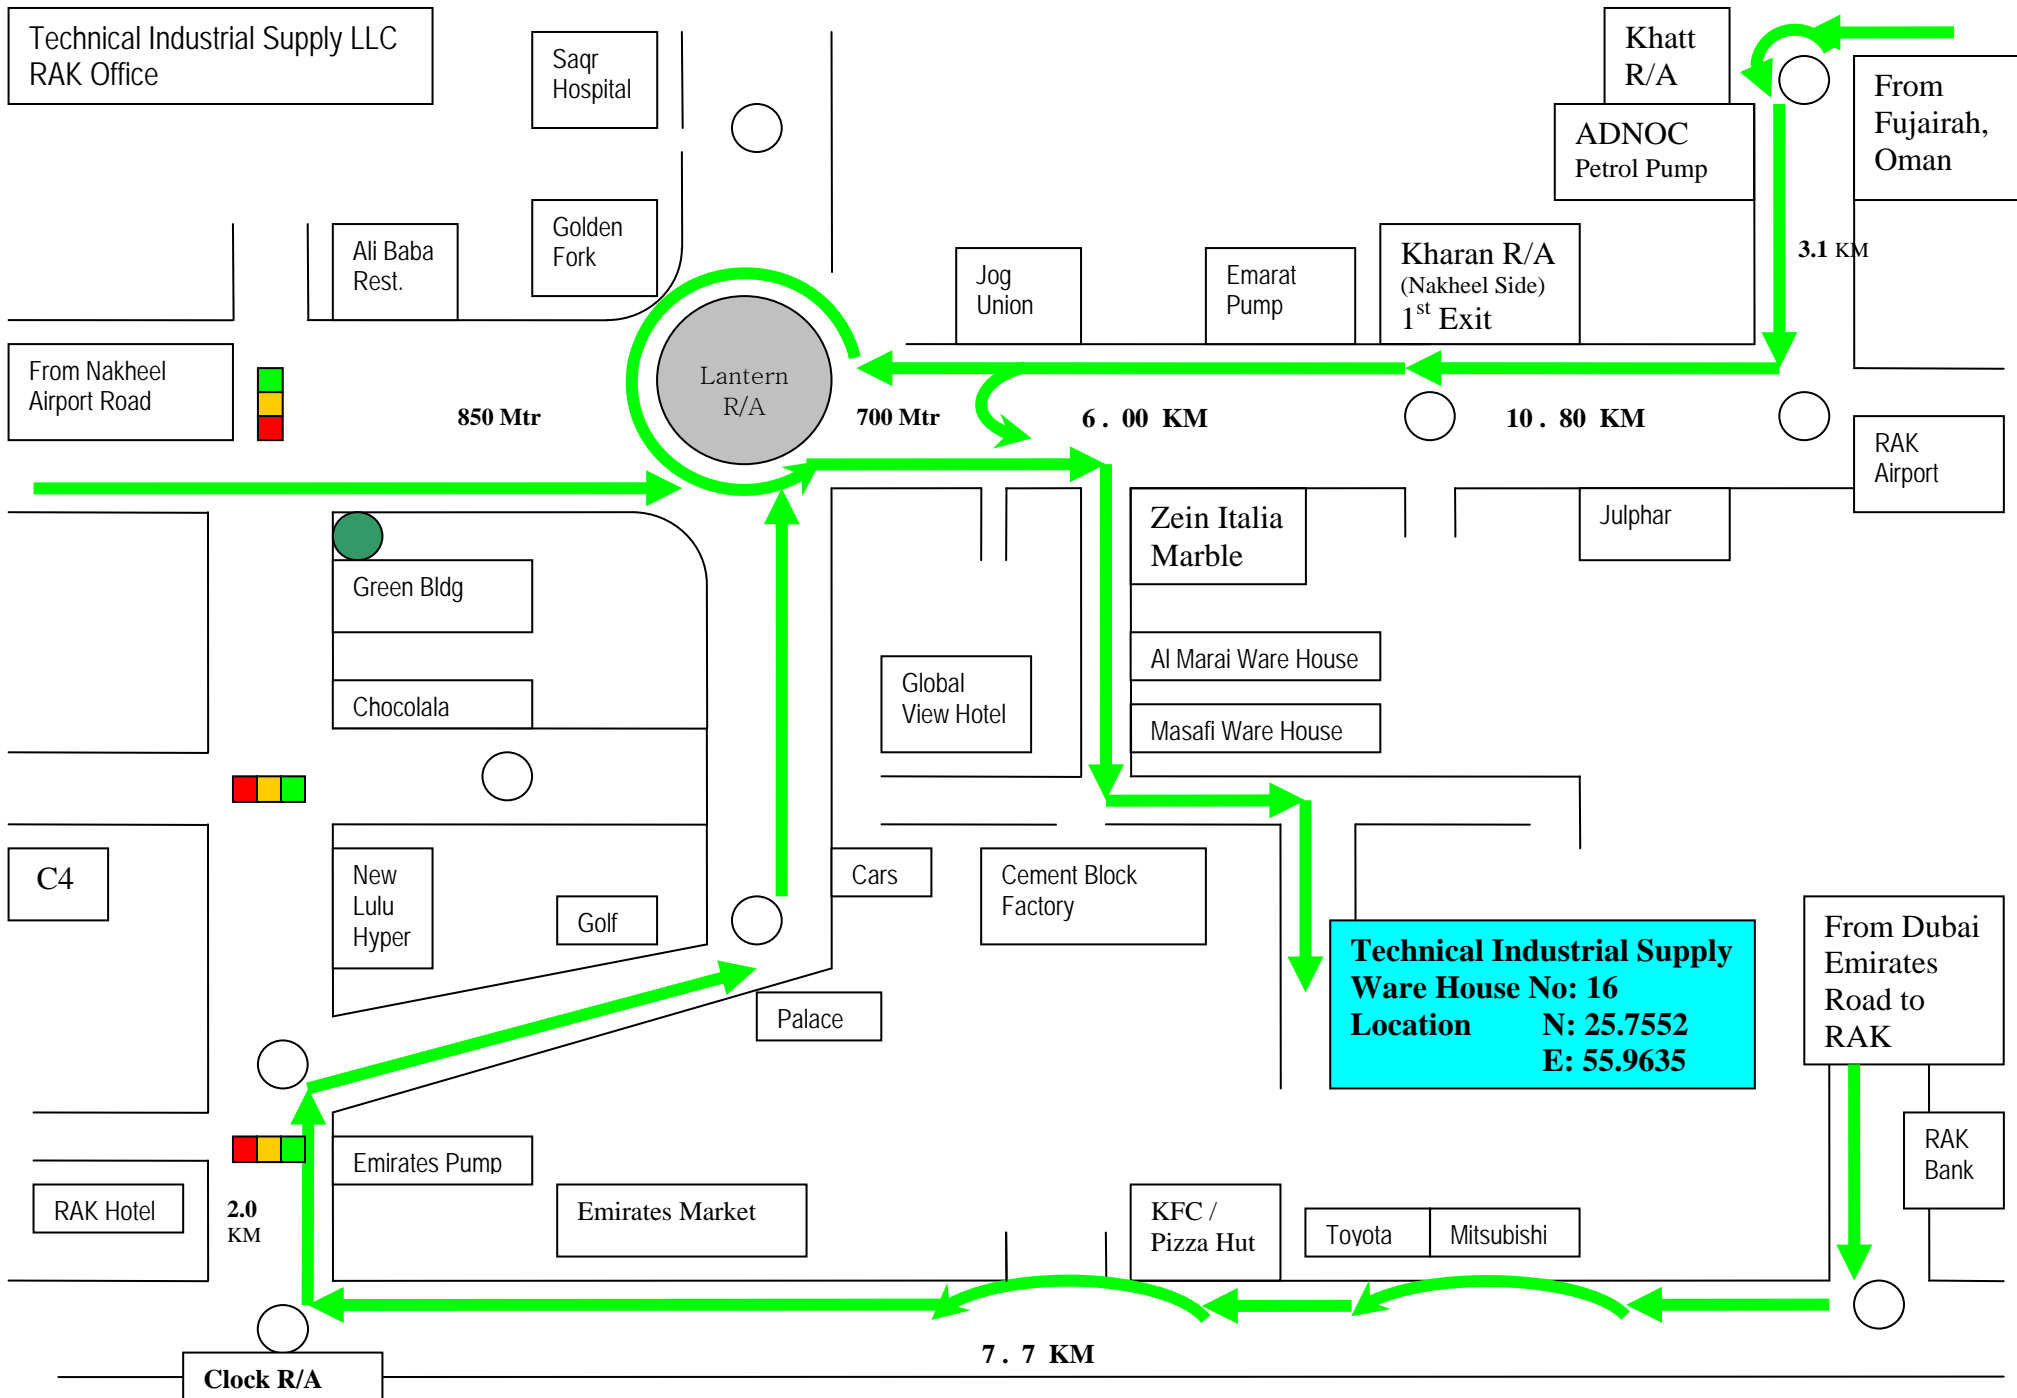 Technical Industrial Supply LLC
RAK Office
Saqr
Hospital
Khatt
R/A
From
Fujairah,
Oman
ADNOC
Petrol Pump
Ali Baba
Rest.
Golden
Fork
Jog
Union
Emarat
Pump
Kharan R/A
(Nakheel Side)
1st Exit
3.1 KM
From Nakheel
Airport Road
850 Mtr
Lantern
R/A
700 Mtr
6 . 00 KM
10 . 80 KM
RAK
Airport
Zein Italia
Marble
Julphar
Green Bldg
Al Marai Ware House
Global
View Hotel
Chocolala
Masafi Ware House
C4
New
Lulu
Hyper
Golf
Cars
Cement Block
Factory
Palace
Technical Industrial Supply
Ware House No: 16
Location N: 25.7552
E: 55.9635
From Dubai
Emirates
Road to
RAK
Emirates Pump
RAK
Bank
RAK Hotel
2.0
KM
Emirates Market
KFC /
Pizza Hut
Toyota
Mitsubishi
7 . 7 KM
Clock R/A